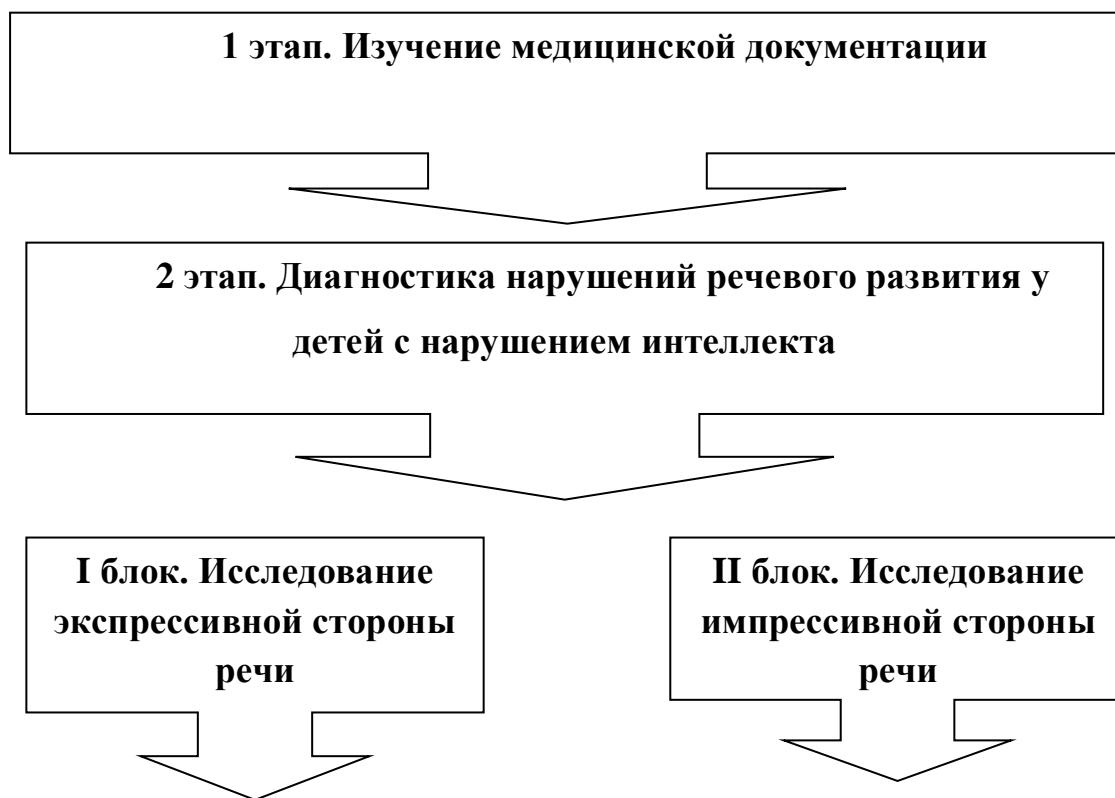 1 этап. Изучение медицинской документации
2 этап. Диагностика нарушений речевого развития у
детей с нарушением интеллекта
I блок. Исследование
экспрессивной стороны
речи
II блок. Исследование
импрессивной стороны
речи